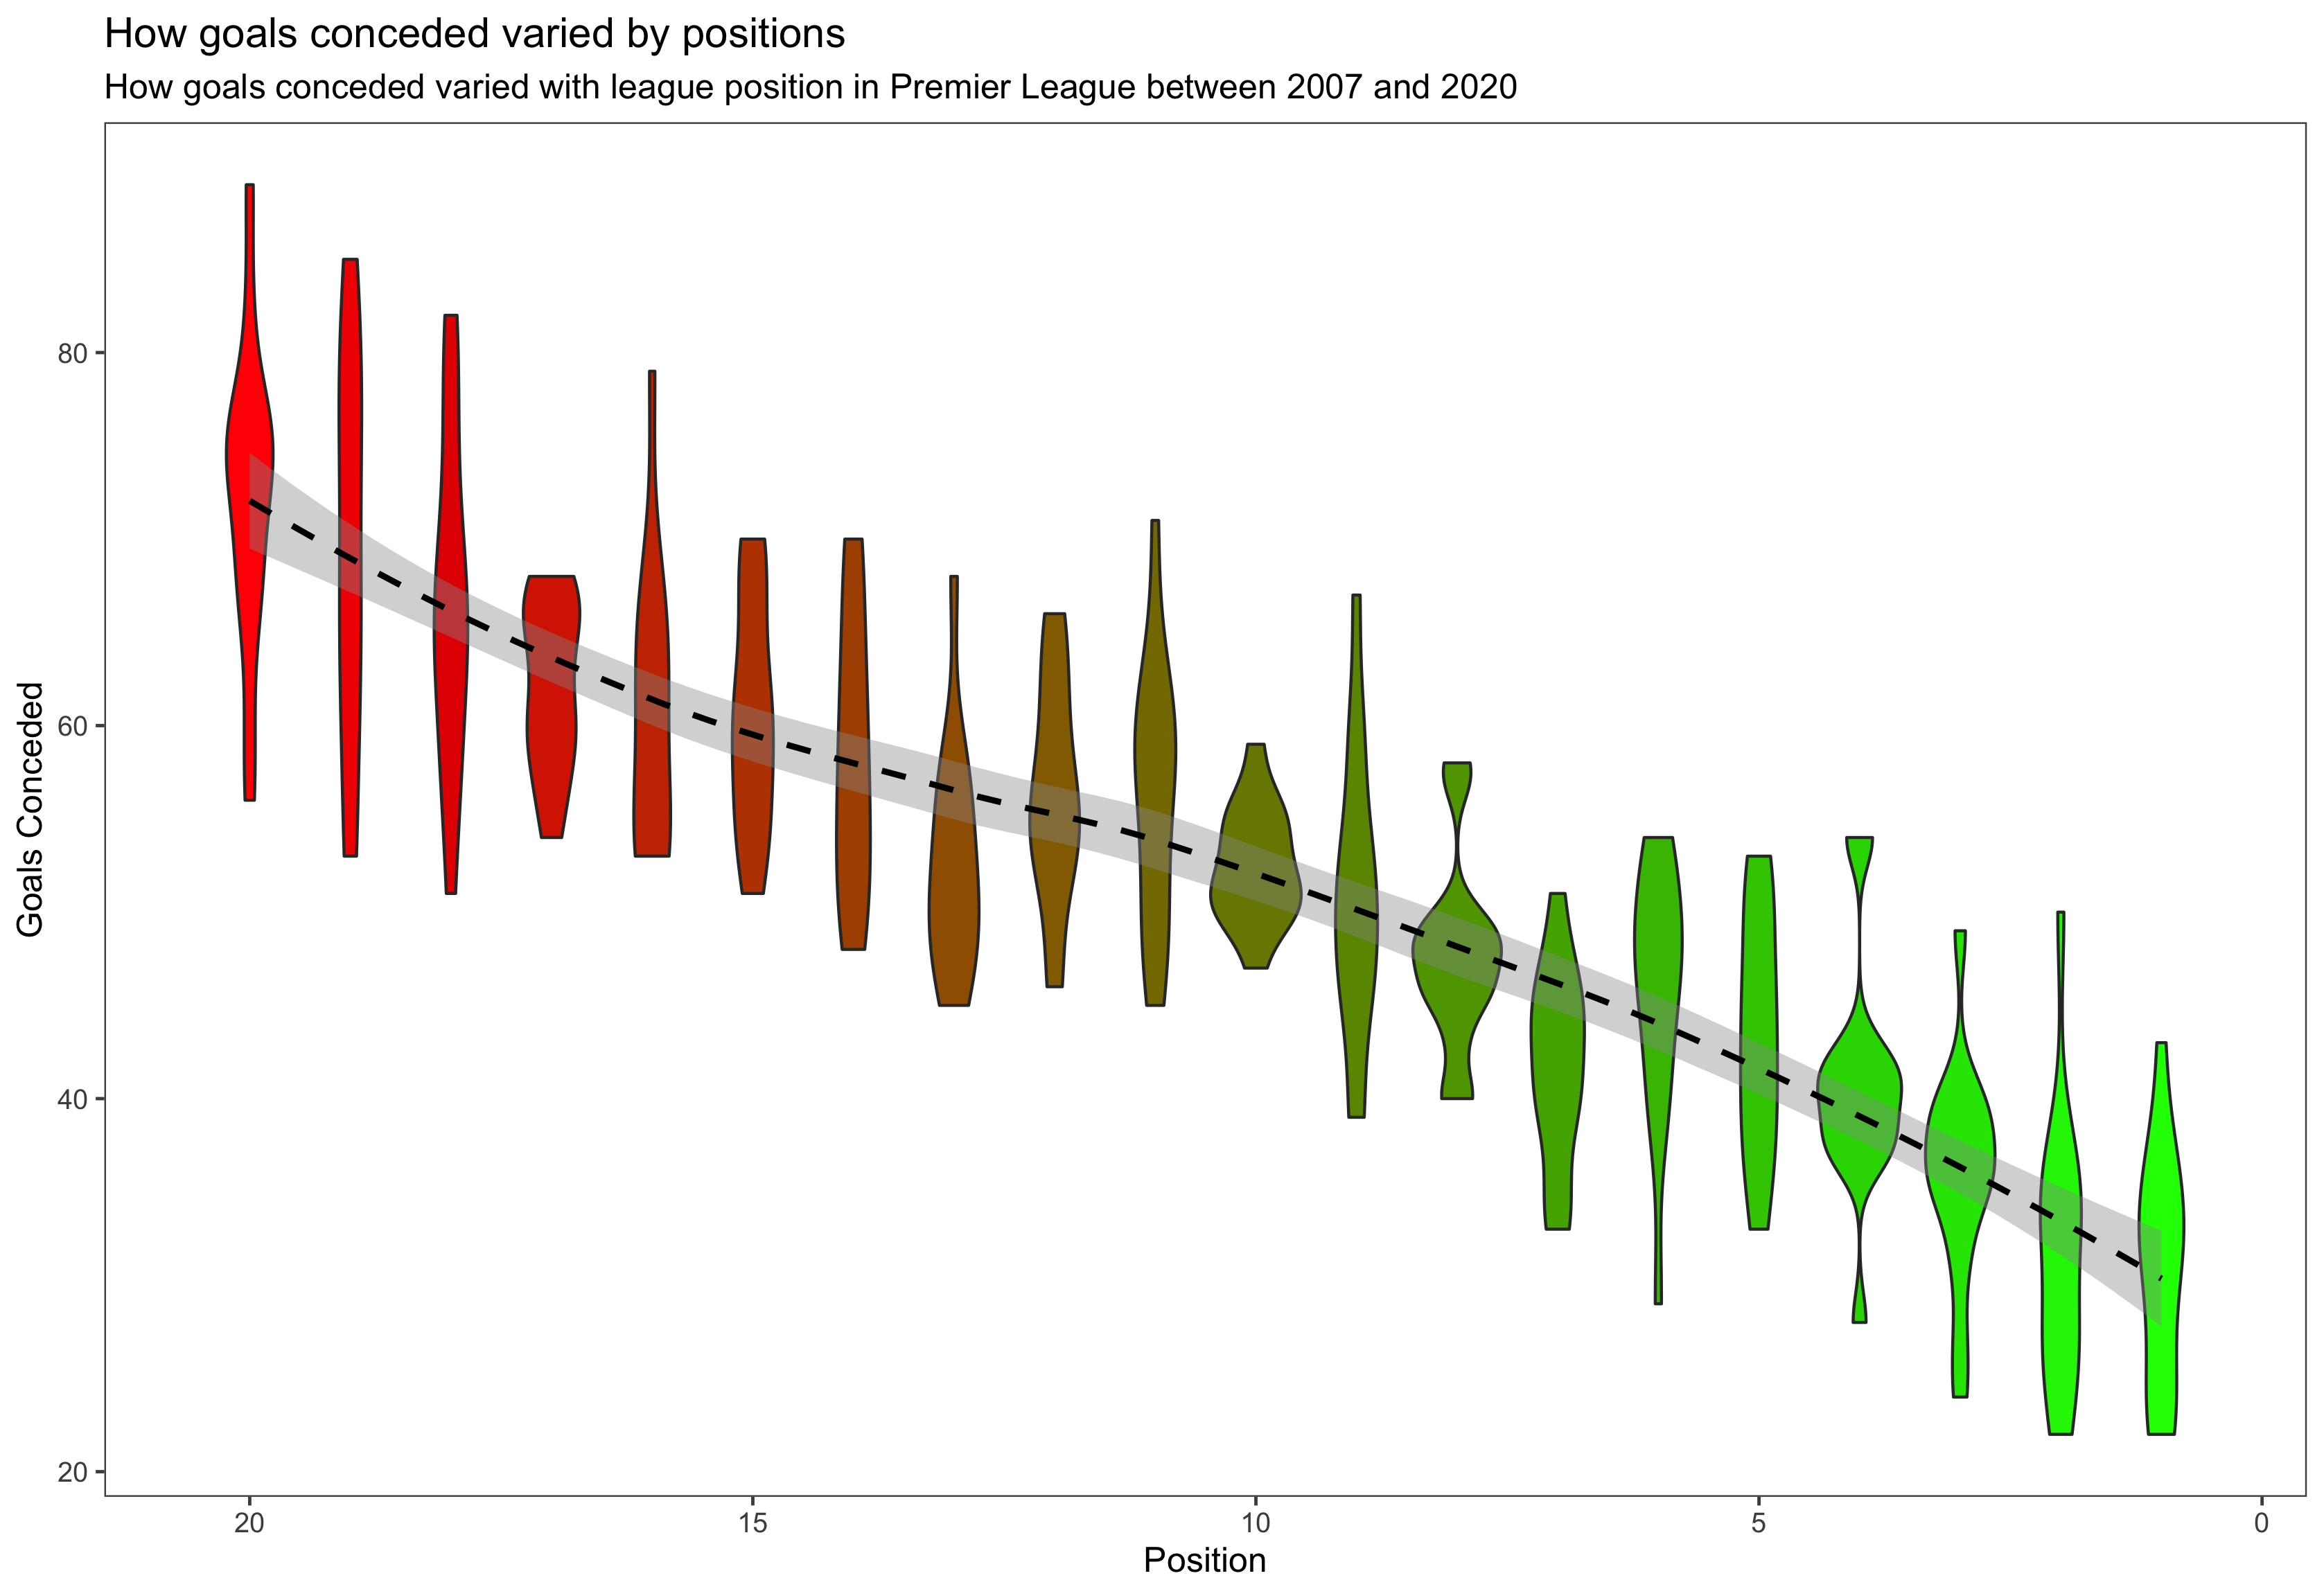 How goals conceded varied by positions
How goals conceded varied with league position in Premier League between 2007 and 2020
Goals Conceded
80
60
40
20
20
15
10
5
0
Position